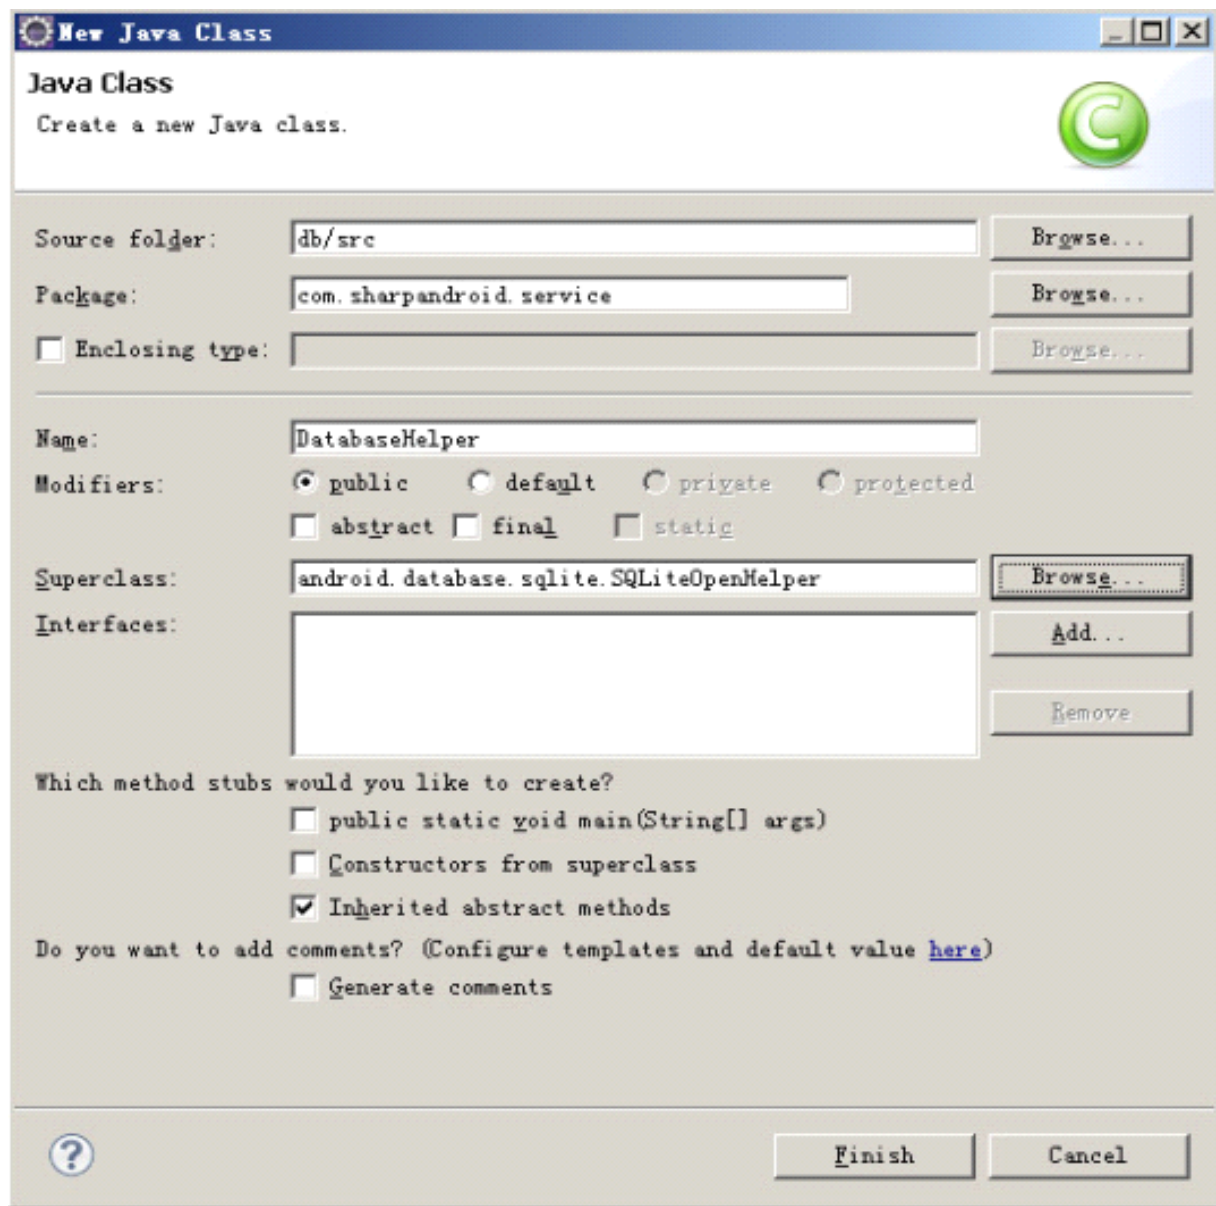 New Java Class
Java Class
Create a new Java class.
Source folder: db/src Browse...
Package: com.sharpandroid.service Browse...
Enclosing type: Browse...
Name: DatabaseHelper
Modifiers: public default private protected
abstract final static
Superclass: android.database.sqlite.SQLiteOpenHelper Browse...
Interfaces: Add...
Remove
Which method stubs would you like to create?
public static void main(String[] args)
Constructors from superclass
Inherited abstract methods
Do you want to add comments? (Configure templates and default value here)
Generate comments
Finish Cancel